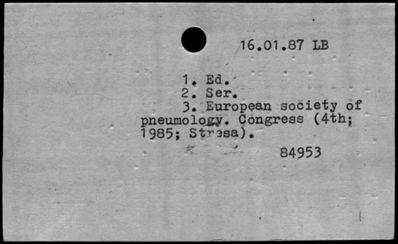 16.01.87 LB
1. Ed.
2. Ser.
3. European society of
pneumology. Congress (4th;
1985; Stresa).
84953